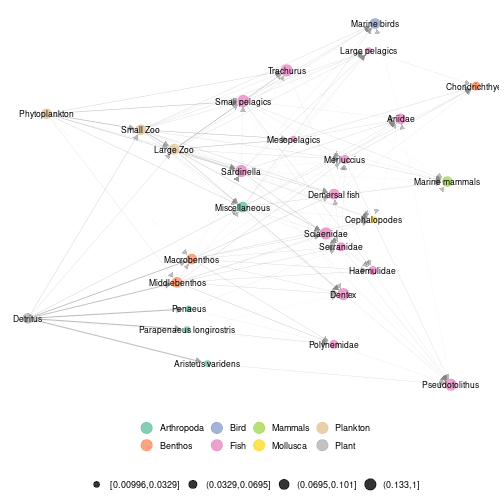 Marine birds
Large pelagics
Trachurus
Chondrichthye
Small pelagics
Phytoplankton
Ariidae
Small Zoo
Mesopelagics
Large Zoo
Merluccius
Sardinella
Marine mammals
Demersal fish
Miscellaneous
Cephalopodes
Sciaenidae
Serranidae
Macrobenthos
Haemulidae
Middlebenthos
Dentex
Penaeus
Detritus
Parapenaeus longirostris
Polynemidae
Aristeus varidens
Pseudotolithus
Arthropoda Bird Mammals Plankton
Benthos Fish Mollusca Plant
[0.00996,0.0329] (0.0329,0.0695] (0.0695,0.101] (0.133,1]